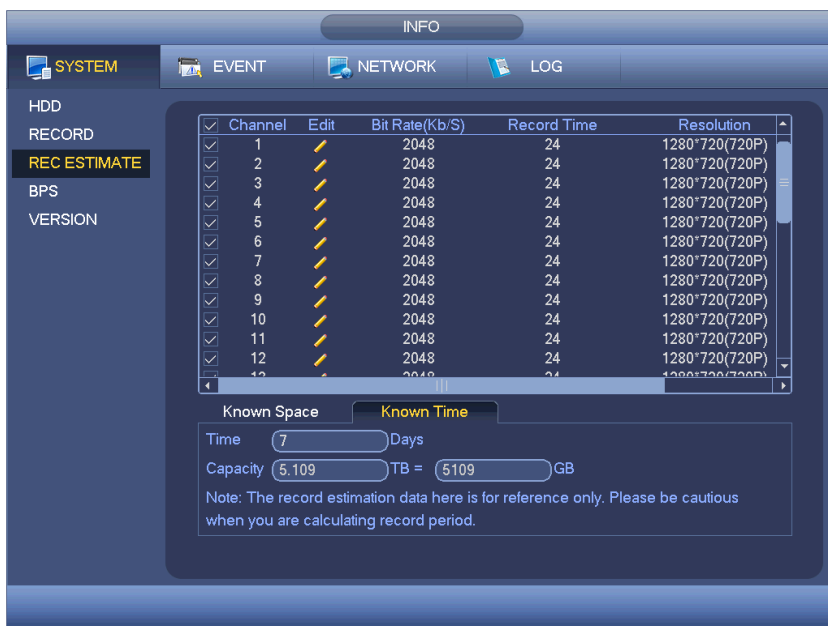 INFO
SYSTEM EVENT NETWORK LOG
HDD
RECORD
REC ESTIMATE
BPS
VERSION
Channel Edit Bit Rate(Kb/S) Record Time Resolution
1 2048 24 1280*720(720P)
2 2048 24 1280*720(720P)
3 2048 24 1280*720(720P)
4 2048 24 1280*720(720P)
5 2048 24 1280*720(720P)
6 2048 24 1280*720(720P)
7 2048 24 1280*720(720P)
8 2048 24 1280*720(720P)
9 2048 24 1280*720(720P)
10 2048 24 1280*720(720P)
11 2048 24 1280*720(720P)
12 2048 24 1280*720(720P)
13 2048 24 1280*720(720P)
Known Space Known Time
Time 7 Days
Capacity 5.109 TB = 5109 GB
Note: The record estimation data here is for reference only. Please be cautious
when you are calculating record period.